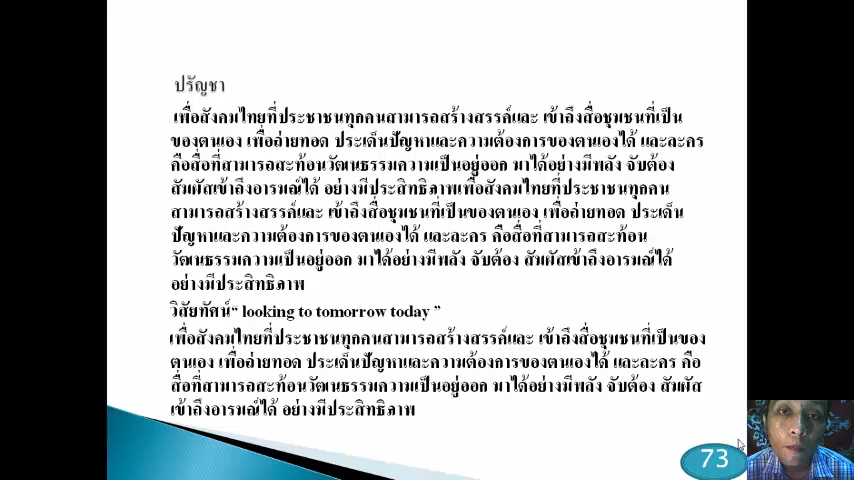 ปรัญชา
เพื่อสังคมไทยที่ประชาชนทุกคนสามารถสร้างสรรค์และ เข้าถึงสื่อชุมชนที่เป็น
ของตนเอง เพื่อถ่ายทอด ประเด็นปัญหาและความต้องการของตนเองได้ และละคร
คือสื่อที่สามารถสะท้อนวัฒนธรรมความเป็นอยู่ออก มาได้อย่างมีพลัง จับต้อง
สัมผัสเข้าถึงอารมณ์ได้ อย่างมีประสิทธิภาพเพื่อสังคมไทยที่ประชาชนทุกคน
สามารถสร้างสรรค์และ เข้าถึงสื่อชุมชนที่เป็นของตนเอง เพื่อถ่ายทอด ประเด็น
ปัญหาและความต้องการของตนเองได้ และละคร คือสื่อที่สามารถสะท้อน
วัฒนธรรมความเป็นอยู่ออก มาได้อย่างมีพลัง จับต้อง สัมผัสเข้าถึงอารมณ์ได้
อย่างมีประสิทธิภาพ
วิสัยทัศน์“ looking to tomorrow today ”
เพื่อสังคมไทยที่ประชาชนทุกคนสามารถสร้างสรรค์และ เข้าถึงสื่อชุมชนที่เป็นของ
ตนเอง เพื่อถ่ายทอด ประเด็นปัญหาและความต้องการของตนเองได้ และละคร คือ
สื่อที่สามารถสะท้อนวัฒนธรรมความเป็นอยู่ออก มาได้อย่างมีพลัง จับต้อง สัมผัส
เข้าถึงอารมณ์ได้ อย่างมีประสิทธิภาพ
73